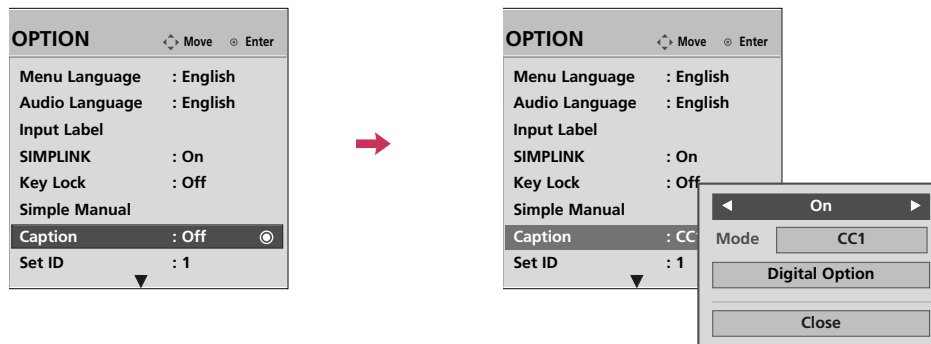 OPTION Move Enter
Menu Language : English
Audio Language : English
Input Label
SIMPLINK : On
Key Lock : Off
Simple Manual
Caption : Off
Set ID : 1
OPTION Move Enter
Menu Language : English
Audio Language : English
Input Label
SIMPLINK : On
Key Lock : Off
Simple Manual
Caption : CC1
Set ID : 1
On
Mode CC1
Digital Option
Close